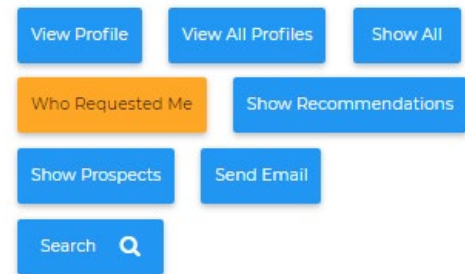 View Profile View All Profiles Show All
Who Requested Me Show Recommendations
Show Prospects Send Email
Search